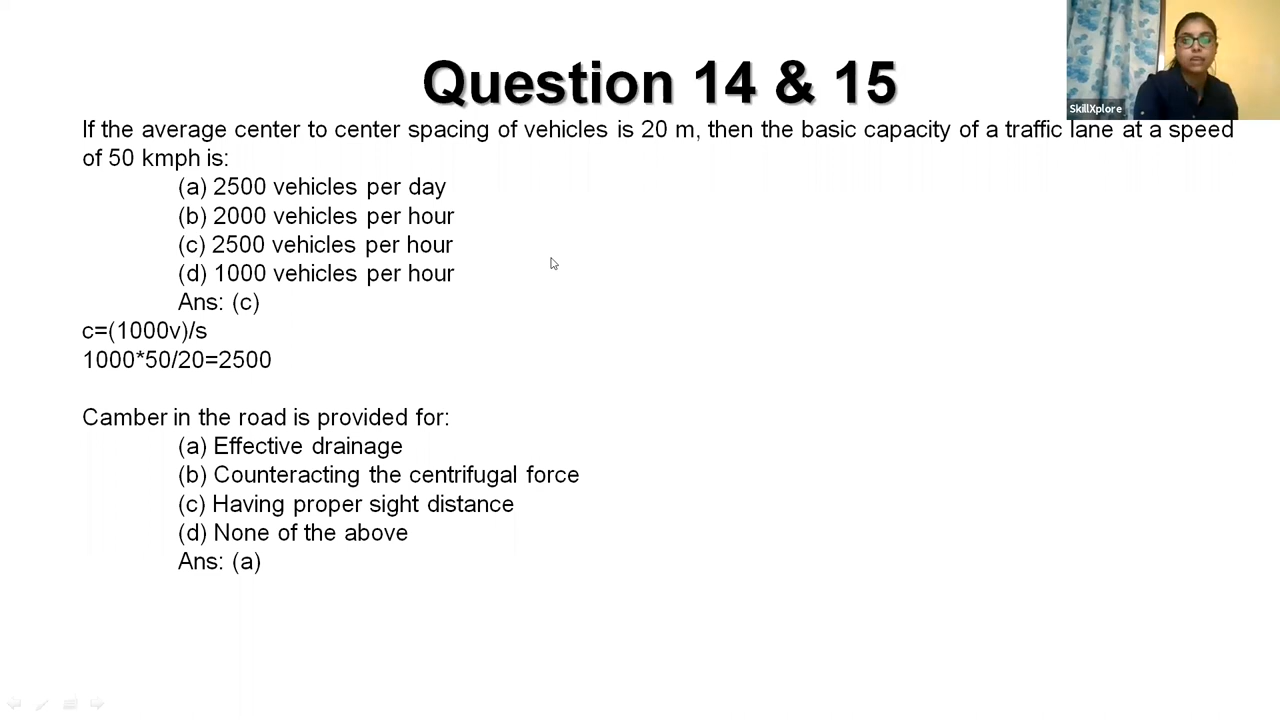 Question 14 & 15
SkillXplore
If the average center to center spacing of vehicles is 20 m, then the basic capacity of a traffic lane at a speed
of 50 kmph is:
(a) 2500 vehicles per day
(b) 2000 vehicles per hour
(c) 2500 vehicles per hour
(d) 1000 vehicles per hour
Ans: (c)
c=(1000v)/s
1000*50/20=2500
Camber in the road is provided for:
(a) Effective drainage
(b) Counteracting the centrifugal force
(c) Having proper sight distance
(d) None of the above
Ans: (a)